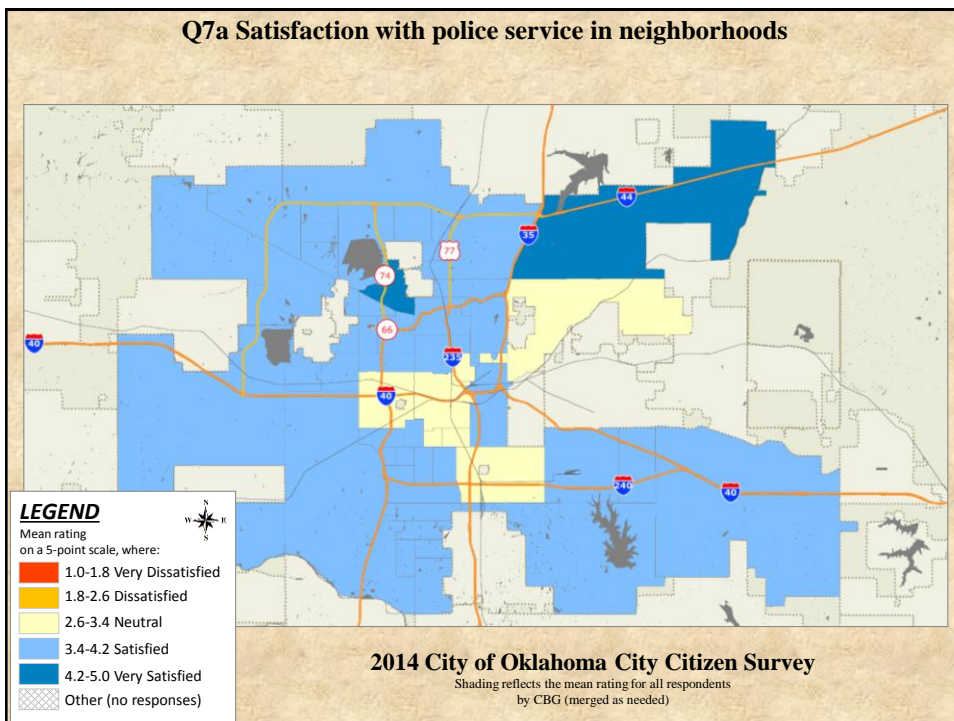 Q7a Satisfaction with police service in neighborhoods
44
35
77
74
66
40
235
40
240
40
LEGEND
Mean rating
on a 5-point scale, where:
N
W E
S
1.0-1.8 Very Dissatisfied
1.8-2.6 Dissatisfied
2.6-3.4 Neutral
3.4-4.2 Satisfied
4.2-5.0 Very Satisfied
Other (no responses)
2014 City of Oklahoma City Citizen Survey
Shading reflects the mean rating for all respondents
by CBG (merged as needed)